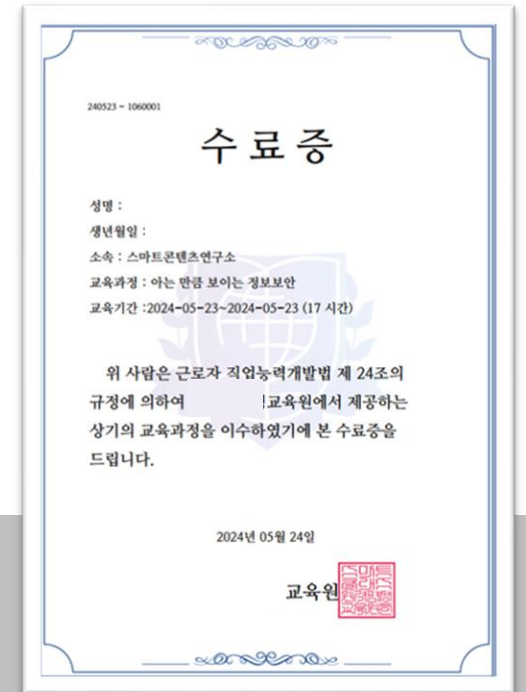 240523 - 1060001
수 료 증
성명 :
생년월일 :
소속 : 스마트콘텐츠연구소
교육과정 : 아는 만큼 보이는 정보보안
교육기간 :2024-05-23~2024-05-23 (17 시간)
위 사람은 근로자 직업능력개발법 제 24조의
규정에 의하여 교육원에서 제공하는
상기의 교육과정을 이수하였기에 본 수료증을
드립니다.
2024년 05월 24일
교육원